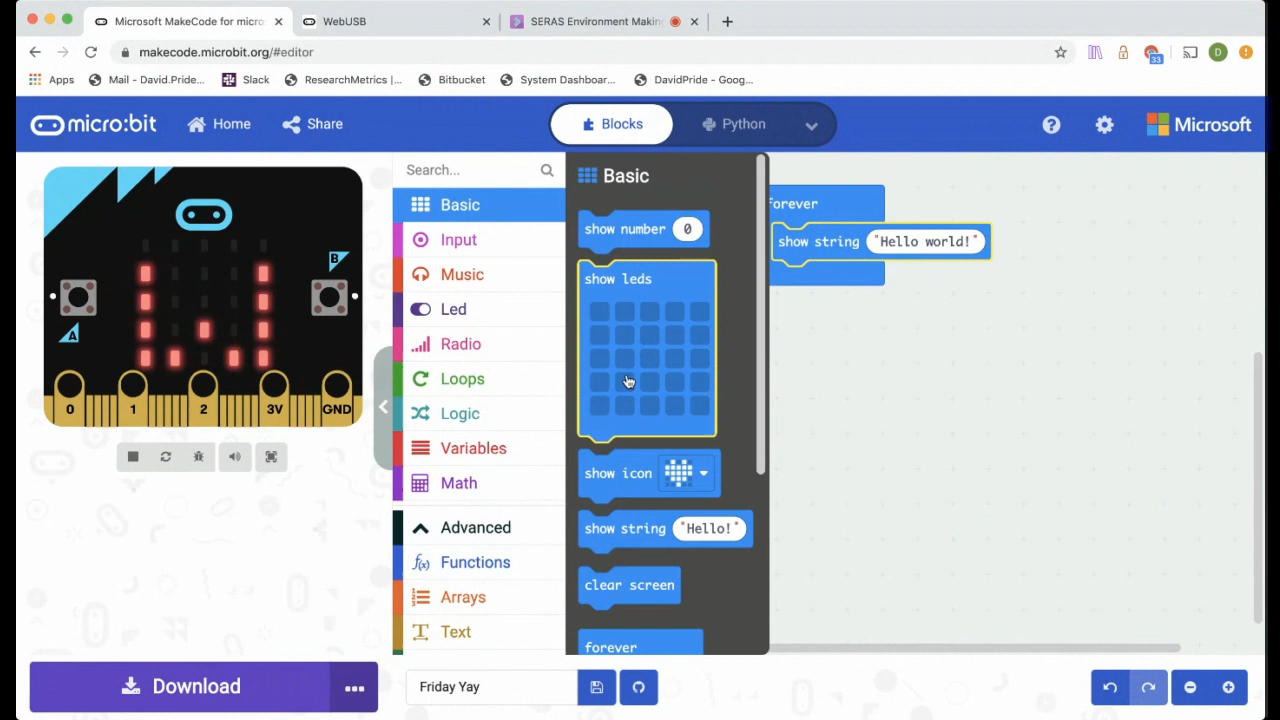 Microsoft MakeCode for micro:
WebUSB
SERAS Environment Makin
makecode.microbit.org/#editor
33
D
Apps
Mail - David.Pride...
Slack
ResearchMetrics |...
Bitbucket
System Dashboar...
DavidPride - Goog...
micro:bit
Home
Share
Blocks
Python
Microsoft
Search...
Basic
Input
Music
Led
Radio
Loops
Logic
Variables
Math
Advanced
Functions
Arrays
Text
Basic
show number 0
show leds
show icon
show string "Hello!"
clear screen
forever
forever
show string "Hello world!"
B
A
0 1 2 3V GND
Download
Friday Yay